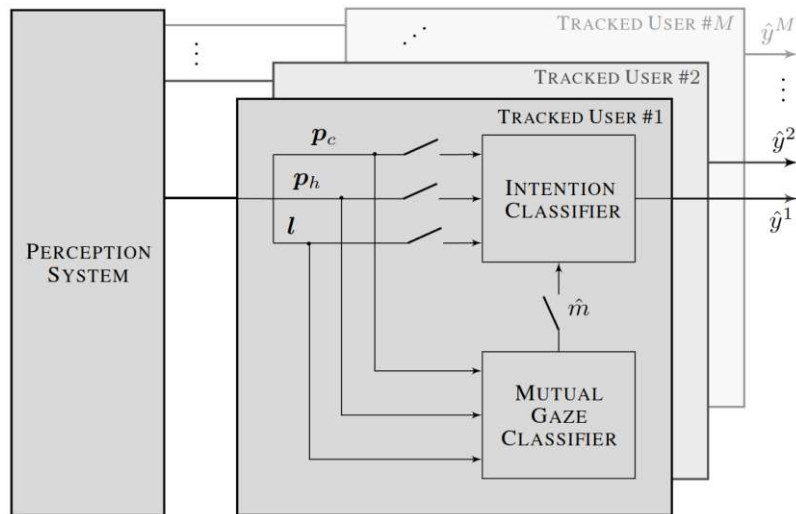 TRACKED USER #M
ŷ^M
TRACKED USER #2
TRACKED USER #1
p_c
ŷ^2
p_h
INTENTION
CLASSIFIER
ŷ^1
l
PERCEPTION
SYSTEM
m̂
MUTUAL
GAZE
CLASSIFIER